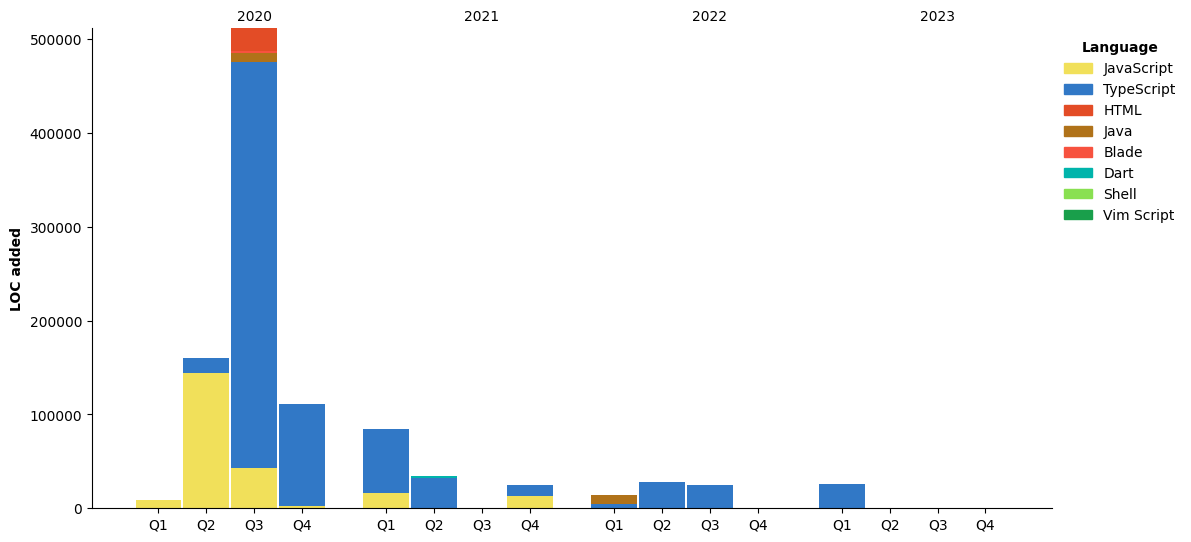 2020 2021 2022 2023
500000
400000
300000
200000
100000
0
LOC added
Q1 Q2 Q3 Q4 Q1 Q2 Q3 Q4 Q1 Q2 Q3 Q4 Q1 Q2 Q3 Q4
Language
JavaScript
TypeScript
HTML
Java
Blade
Dart
Shell
Vim Script